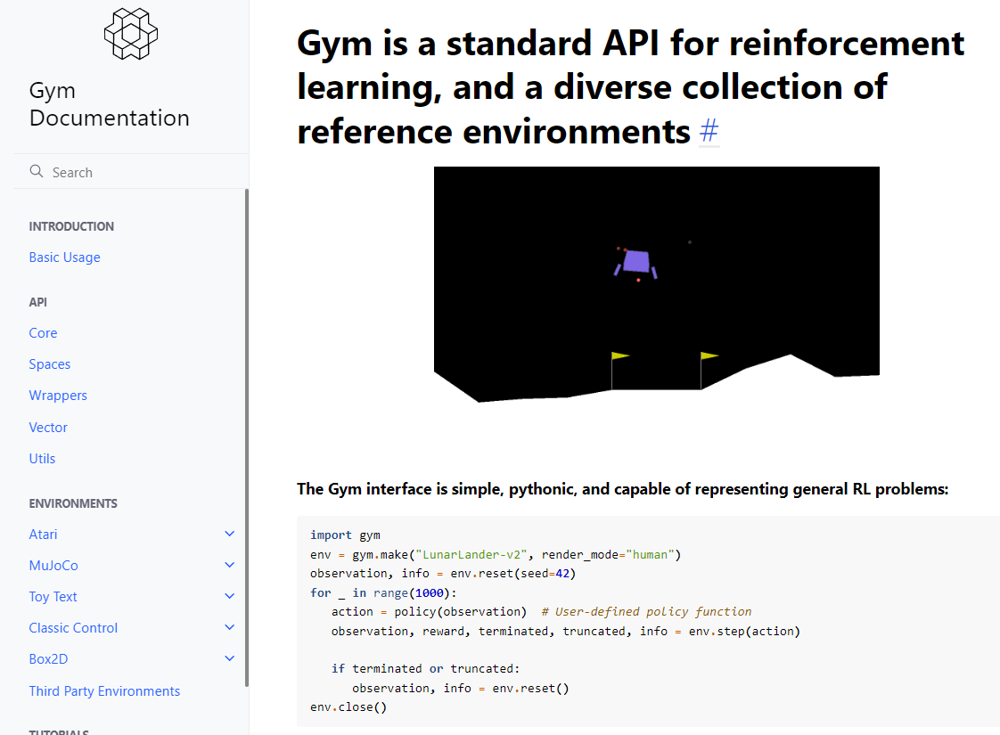 Gym
Documentation
Search
INTRODUCTION
Basic Usage
API
Core
Spaces
Wrappers
Vector
Utils
ENVIRONMENTS
Atari
MuJoCo
Toy Text
Classic Control
Box2D
Third Party Environments
TUTORIALS
Gym is a standard API for reinforcement
learning, and a diverse collection of
reference environments #
The Gym interface is simple, pythonic, and capable of representing general RL problems:
import gym
env = gym.make("LunarLander-v2", render_mode="human")
observation, info = env.reset(seed=42)
for _ in range(1000):
   action = policy(observation)  # User-defined policy function
   observation, reward, terminated, truncated, info = env.step(action)
   if terminated or truncated:
      observation, info = env.reset()
env.close()